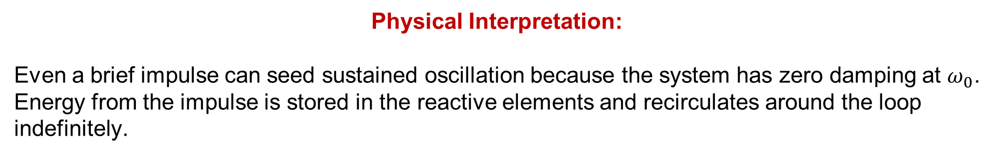 Physical Interpretation:
Even a brief impulse can seed sustained oscillation because the system has zero damping at ω₀.
Energy from the impulse is stored in the reactive elements and recirculates around the loop
indefinitely.